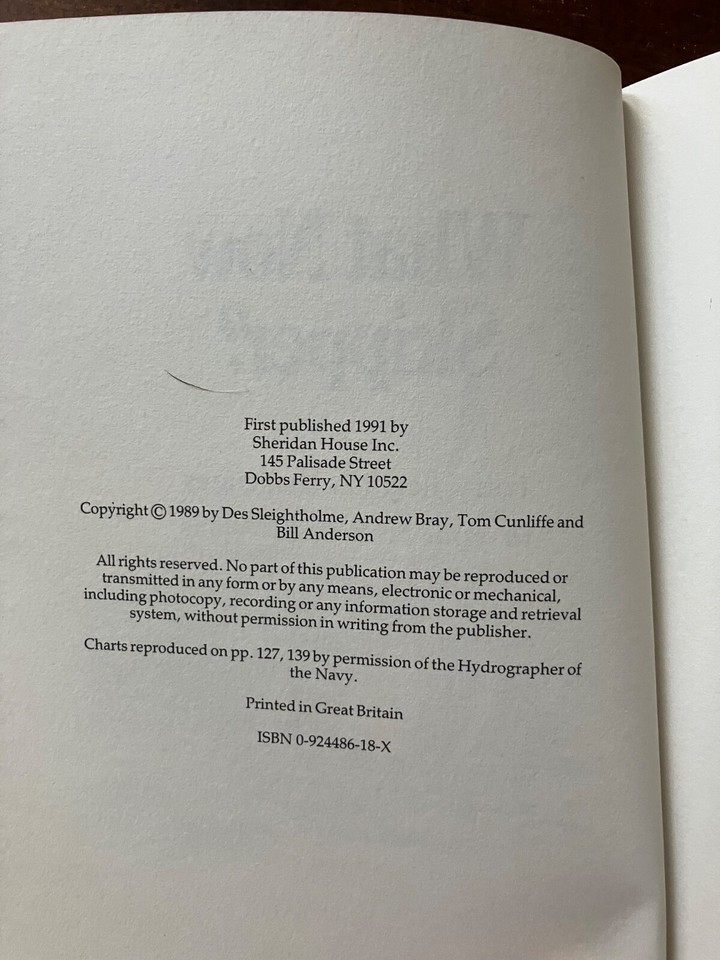 First published 1991 by
Sheridan House Inc.
145 Palisade Street
Dobbs Ferry, NY 10522
Copyright © 1989 by Des Sleightholme, Andrew Bray, Tom Cunliffe and
Bill Anderson
All rights reserved. No part of this publication may be reproduced or
transmitted in any form or by any means, electronic or mechanical,
including photocopy, recording or any information storage and retrieval
system, without permission in writing from the publisher.
Charts reproduced on pp. 127, 139 by permission of the Hydrographer of
the Navy.
Printed in Great Britain
ISBN 0-924486-18-X